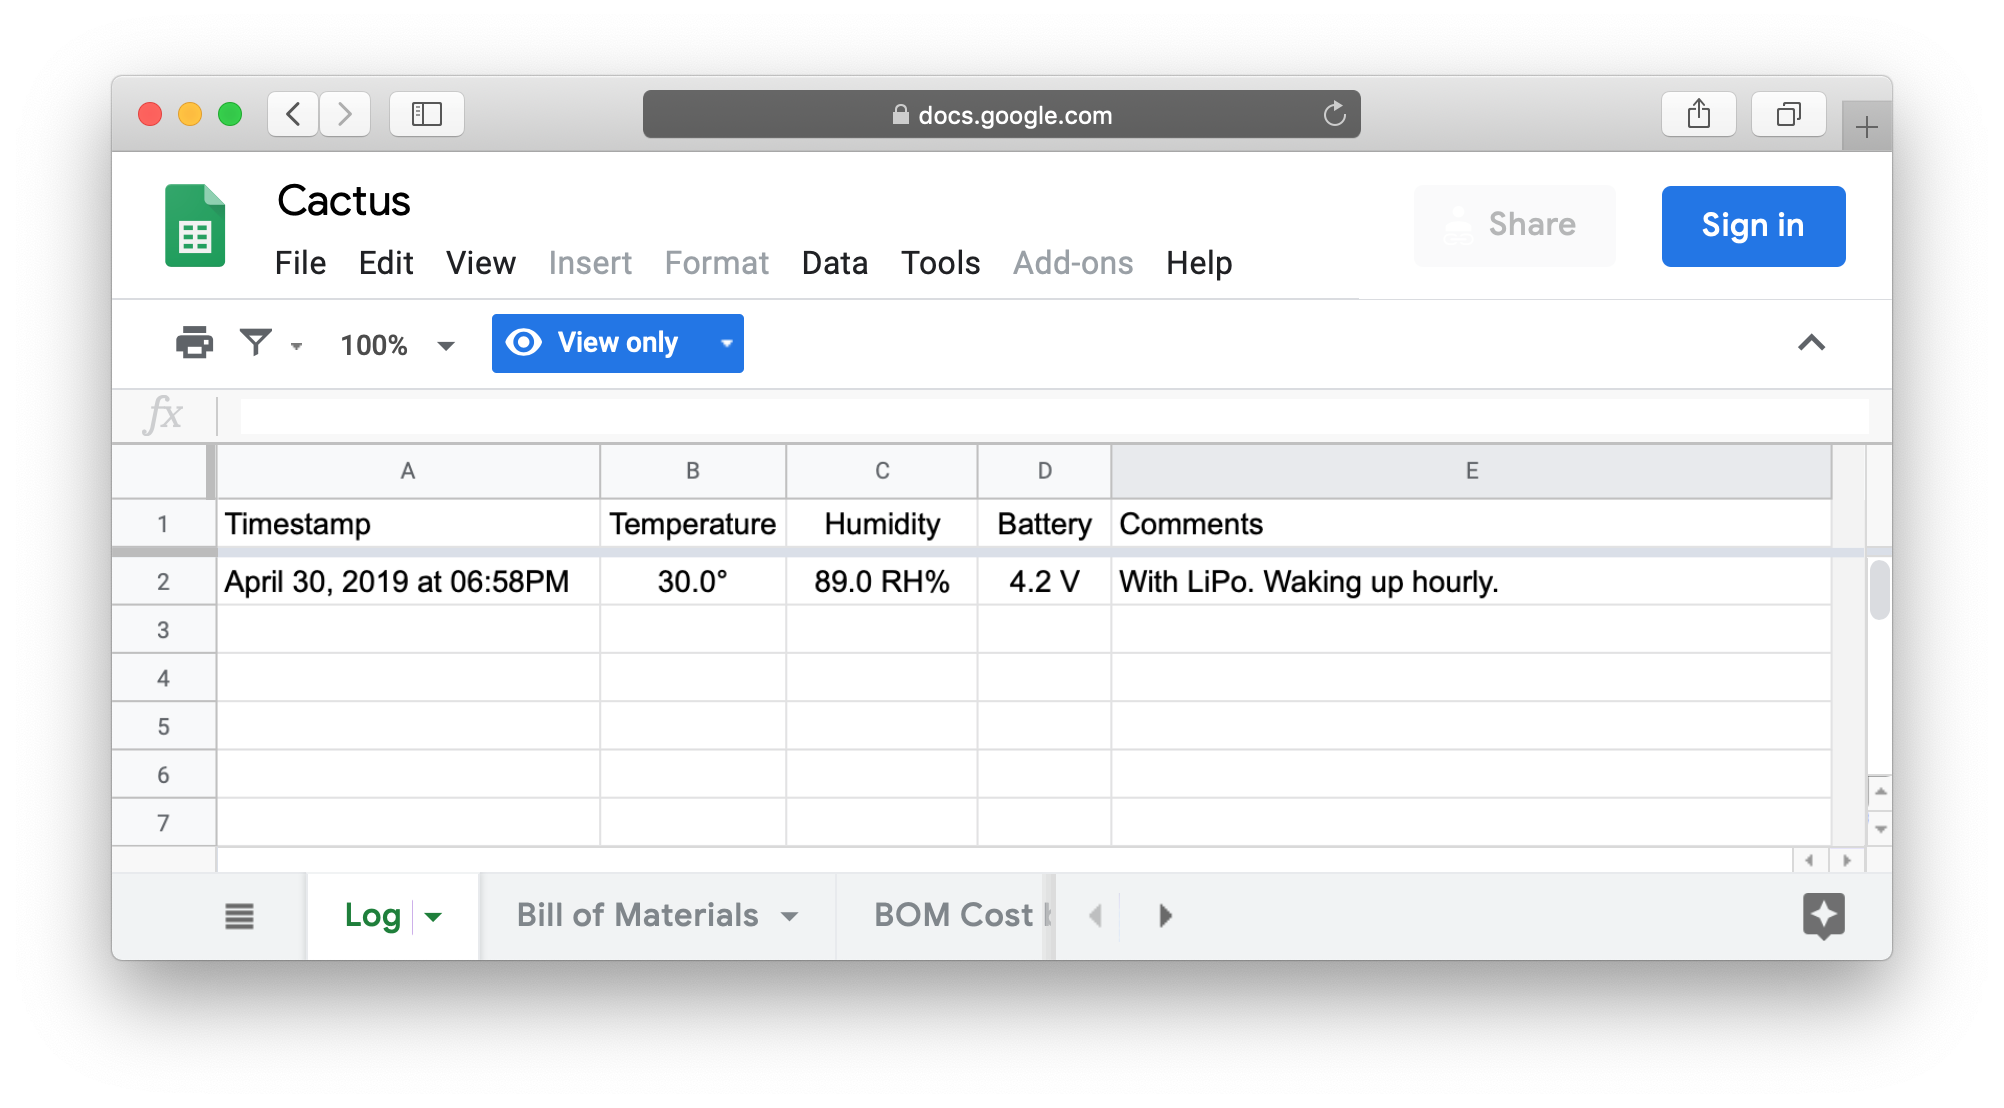 docs.google.com
Cactus
Share
Sign in
File Edit View Insert Format Data Tools Add-ons Help
100% View only
fx
A B C D E
1 Timestamp Temperature Humidity Battery Comments
2 April 30, 2019 at 06:58PM 30.0° 89.0 RH% 4.2 V With LiPo. Waking up hourly.
3
4
5
6
7
Log Bill of Materials BOM Cost